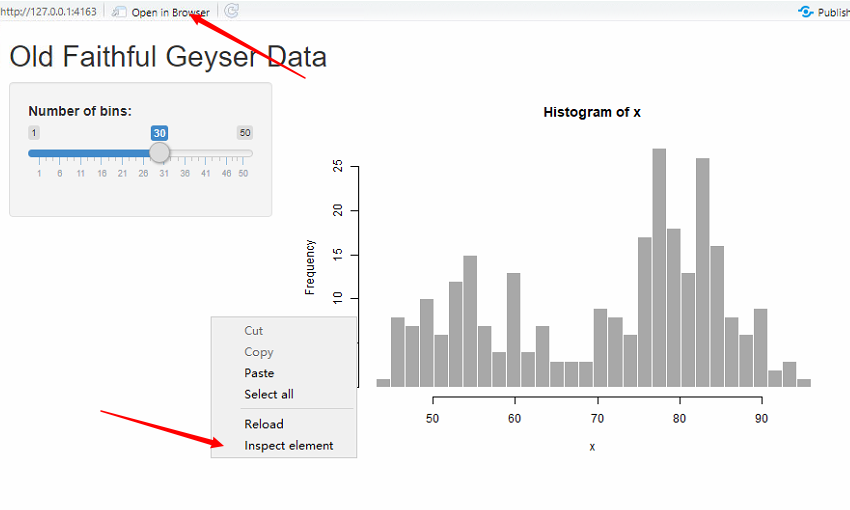 http://127.0.0.1:4163 Open in Browser Publish
Old Faithful Geyser Data
Number of bins:
1 30 50
1 6 11 16 21 26 31 36 41 46 50
Histogram of x
Frequency
25
20
15
10
Cut
Copy
Paste
Select all
Reload
Inspect element
50 60 70 80 90
x